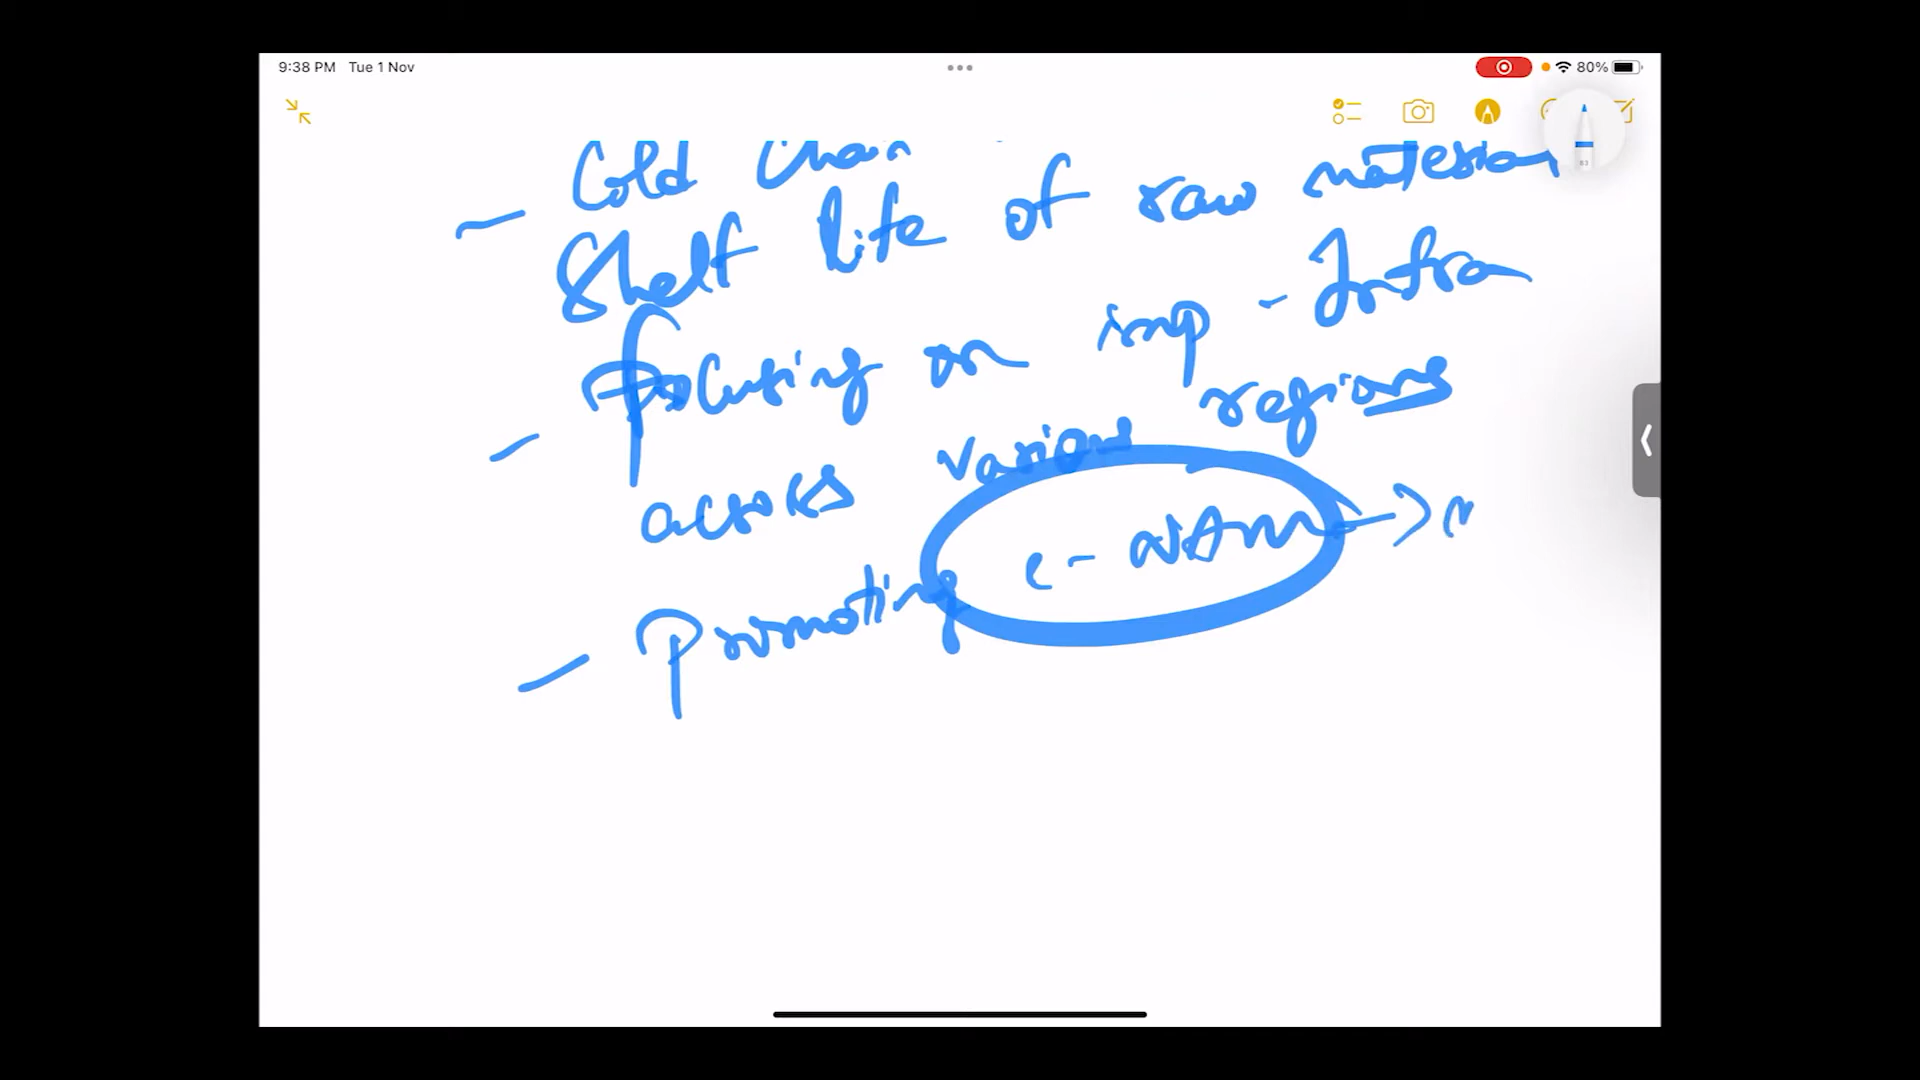 9:38 PM Tue 1 Nov
80%
Cold Chain
- Shelf life of raw material
- focusing on imp - Infra
across various regions
- Promoting e-NAM →